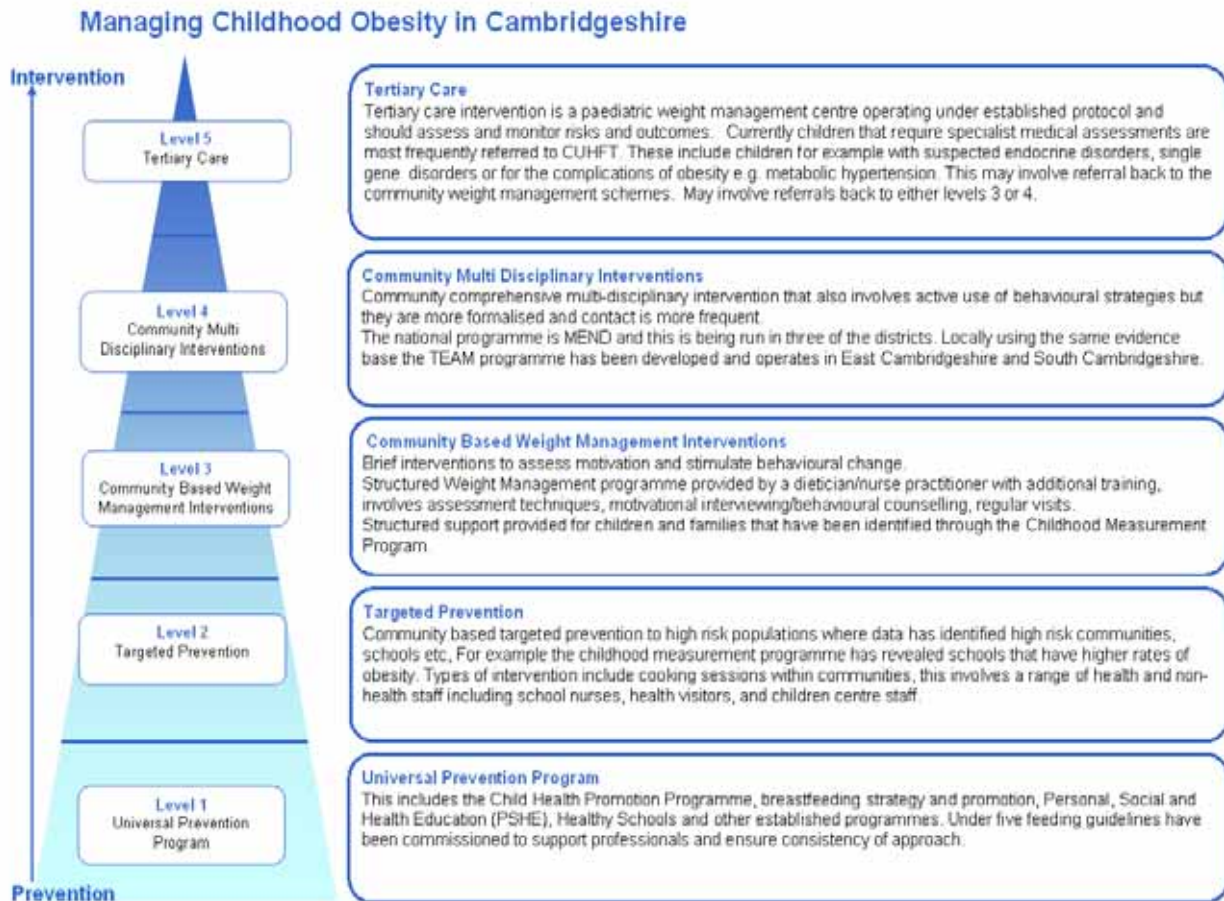 Managing Childhood Obesity in Cambridgeshire
Intervention
Level 5
Tertiary Care
Tertiary Care
Tertiary care intervention is a paediatric weight management centre operating under established protocol and
should assess and monitor risks and outcomes. Currently children that require specialist medical assessments are
most frequently referred to CUHFT. These include children for example with suspected endocrine disorders, single
gene disorders or for the complications of obesity e.g. metabolic hypertension. This may involve referral back to the
community weight management schemes. May involve referrals back to either levels 3 or 4.
Level 4
Community Multi
Disciplinary Interventions
Community Multi Disciplinary Interventions
Community comprehensive multi-disciplinary intervention that also involves active use of behavioural strategies but
they are more formalised and contact is more frequent
The national programme is MEND and this is being run in three of the districts. Locally using the same evidence
base the TEAM programme has been developed and operates in East Cambridgeshire and South Cambridgeshire.
Level 3
Community Based Weight
Management Interventions
Community Based Weight Management Interventions
Brief interventions to assess motivation and stimulate behavioural change.
Structured Weight Management programme provided by a dietician/nurse practitioner with additional training,
involves assessment techniques, motivational interviewing/behavioural counselling, regular visits.
Structured support provided for children and families that have been identified through the Childhood Measurement
Program.
Level 2
Targeted Prevention
Targeted Prevention
Community based targeted prevention to high risk populations where data has identified high risk communities,
schools etc, For example the childhood measurement programme has revealed schools that have higher rates of
obesity. Types of intervention include cooking sessions within communities, this involves a range of health and non-
health staff including school nurses, health visitors, and children centre staff.
Level 1
Universal Prevention
Program
Universal Prevention Program
This includes the Child Health Promotion Programme, breastfeeding strategy and promotion, Personal, Social and
Health Education (PSHE), Healthy Schools and other established programmes. Under five feeding guidelines have
been commissioned to support professionals and ensure consistency of approach.
Prevention